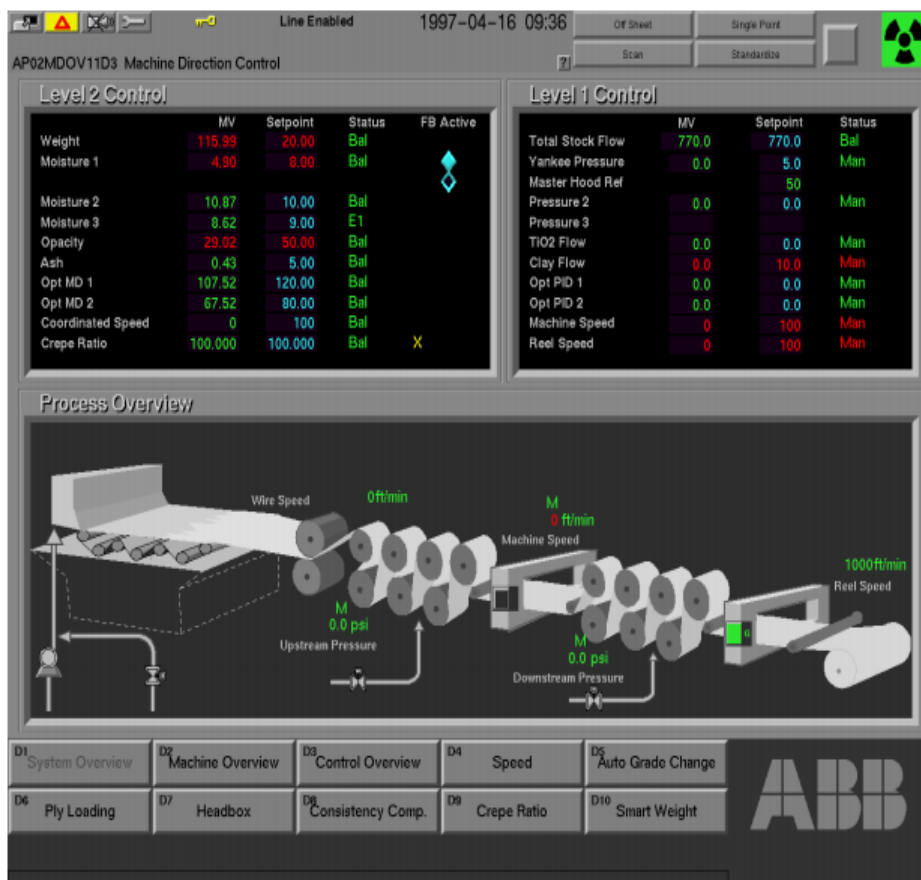 Line Enabled 1997-04-16 09:36 Off Sheet Single Point
Scan Standardize
AP02MDOV11D3 Machine Direction Control ?
Level 2 Control
MV Setpoint Status FB Active
Weight 115.99 20.00 Bal
Moisture 1 4.90 8.00 Bal
Moisture 2 10.87 10.00 Bal
Moisture 3 8.62 9.00 E1
Opacity 29.02 50.00 Bal
Ash 0.43 5.00 Bal
Opt MD 1 107.52 120.00 Bal
Opt MD 2 67.52 80.00 Bal
Coordinated Speed 0 100 Bal
Crepe Ratio 100.000 100.000 Bal X
Level 1 Control
MV Setpoint Status
Total Stock Flow 770.0 770.0 Bal
Yankee Pressure 0.0 5.0 Man
Master Hood Ref 50
Pressure 2 0.0 0.0 Man
Pressure 3
TiO2 Flow 0.0 0.0 Man
Clay Flow 0.0 10.0 Man
Opt PID 1 0.0 0.0 Man
Opt PID 2 0.0 0.0 Man
Machine Speed 0 100 Man
Reel Speed 0 100 Man
Process Overview
Wire Speed 0ft/min
M
0 ft/min
Machine Speed
1000ft/min
Reel Speed
M
0.0 psi
Upstream Pressure
M
0.0 psi
Downstream Pressure
G
D1 System Overview D2 Machine Overview D3 Control Overview D4 Speed D5 Auto Grade Change
D6 Ply Loading D7 Headbox D8 Consistency Comp. D9 Crepe Ratio D10 Smart Weight
ABB